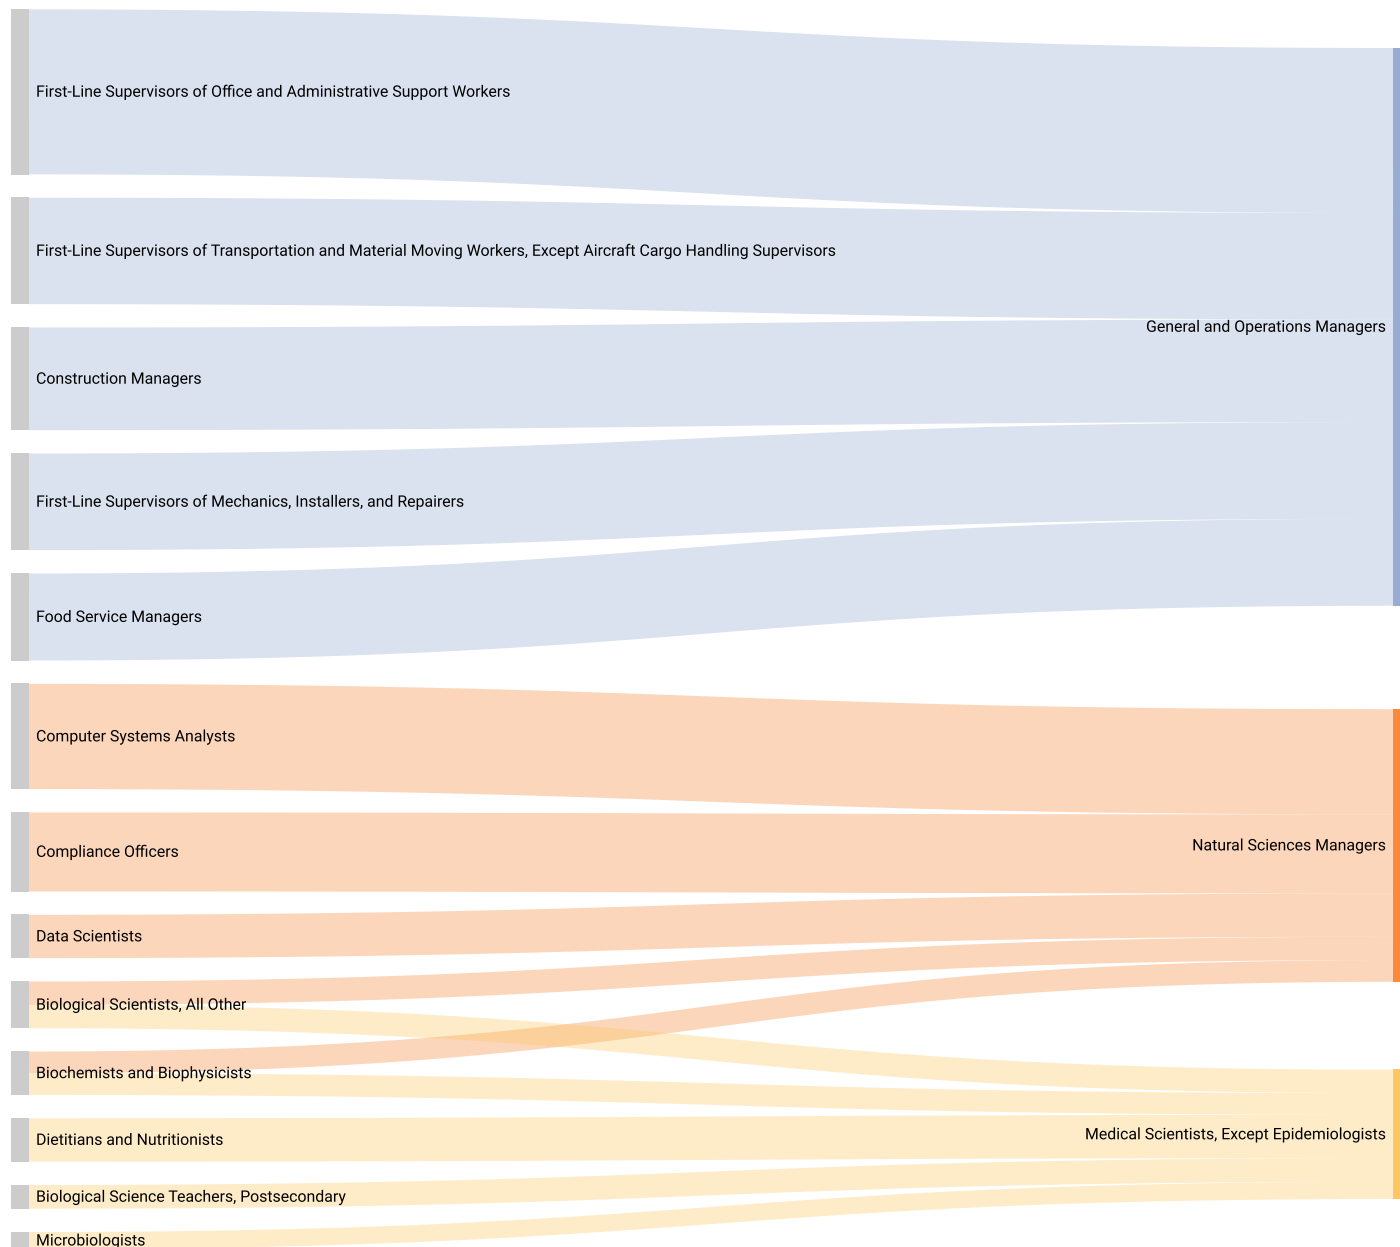 First-Line Supervisors of Office and Administrative Support Workers
First-Line Supervisors of Transportation and Material Moving Workers, Except Aircraft Cargo Handling Supervisors
General and Operations Managers
Construction Managers
First-Line Supervisors of Mechanics, Installers, and Repairers
Food Service Managers
Computer Systems Analysts
Natural Sciences Managers
Compliance Officers
Data Scientists
Biological Scientists, All Other
Biochemists and Biophysicists
Medical Scientists, Except Epidemiologists
Dietitians and Nutritionists
Biological Science Teachers, Postsecondary
Microbiologists